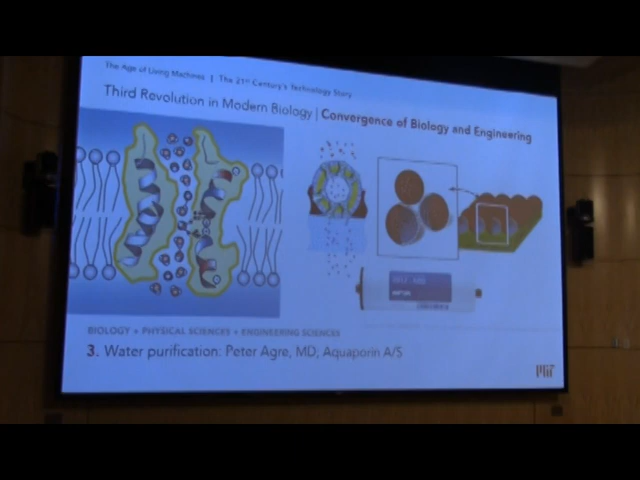 The Age of Living Machines | The 21st Century's Technology Story
Third Revolution in Modern Biology | Convergence of Biology and Engineering
BIOLOGY + PHYSICAL SCIENCES + ENGINEERING SCIENCES
3. Water purification: Peter Agre, MD; Aquaporin A/S
MIT